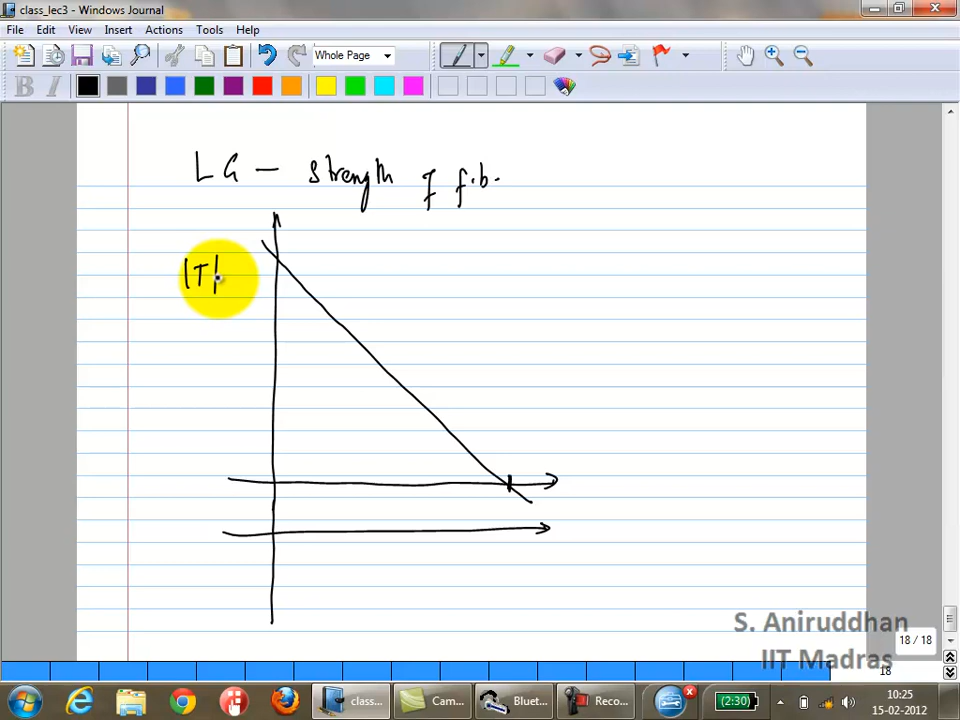 class_lec3 - Windows Journal
File Edit View Insert Actions Tools Help
Whole Page
B I
LG — strength of f.b.
|T|
S. Aniruddhan
IIT Madras
18 / 18
18
class... Cam... Bluet... Reco... (2:30) 10:25
15-02-2012